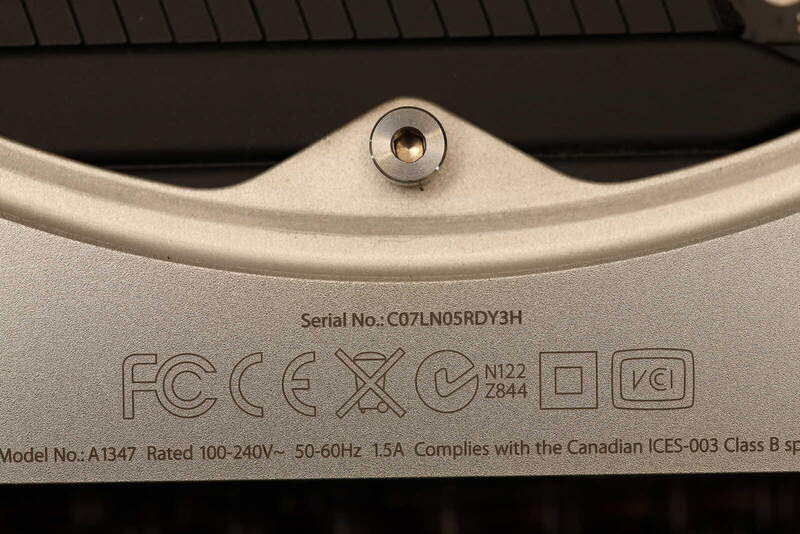 Serial No.: C07LN05RDY3H
FC CE N122 VCI
Z844
Model No.: A1347 Rated 100-240V~ 50-60Hz 1.5A Complies with the Canadian ICES-003 Class B sp